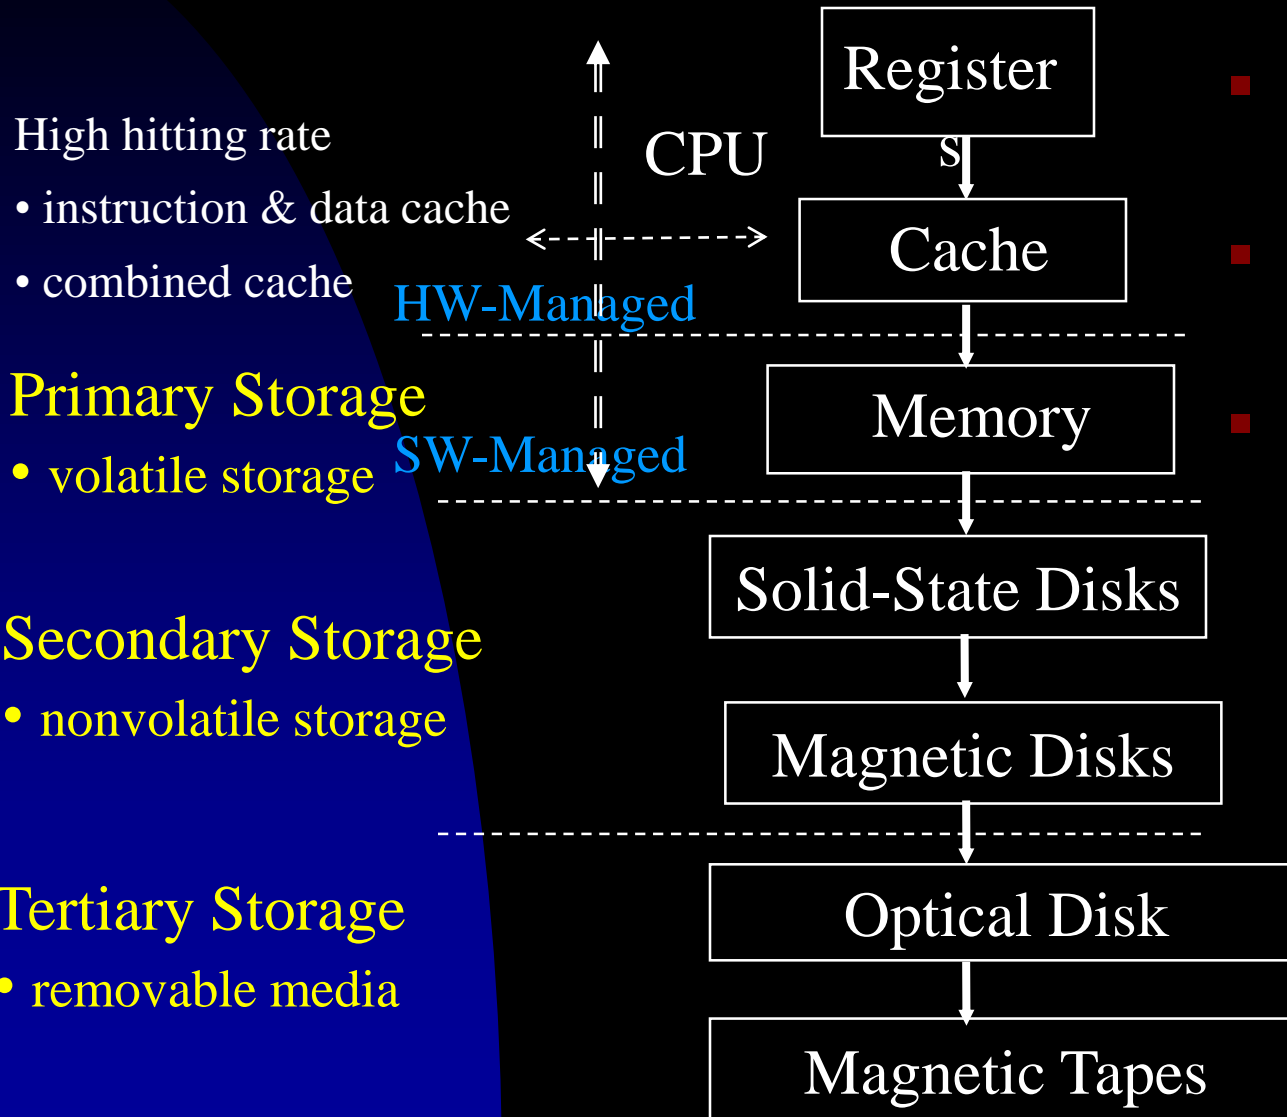 Register
s
High hitting rate
CPU
• instruction & data cache
Cache
• combined cache
HW-Managed
Primary Storage
Memory
• volatile storage
SW-Managed
Solid-State Disks
Secondary Storage
• nonvolatile storage
Magnetic Disks
Tertiary Storage
Optical Disk
• removable media
Magnetic Tapes